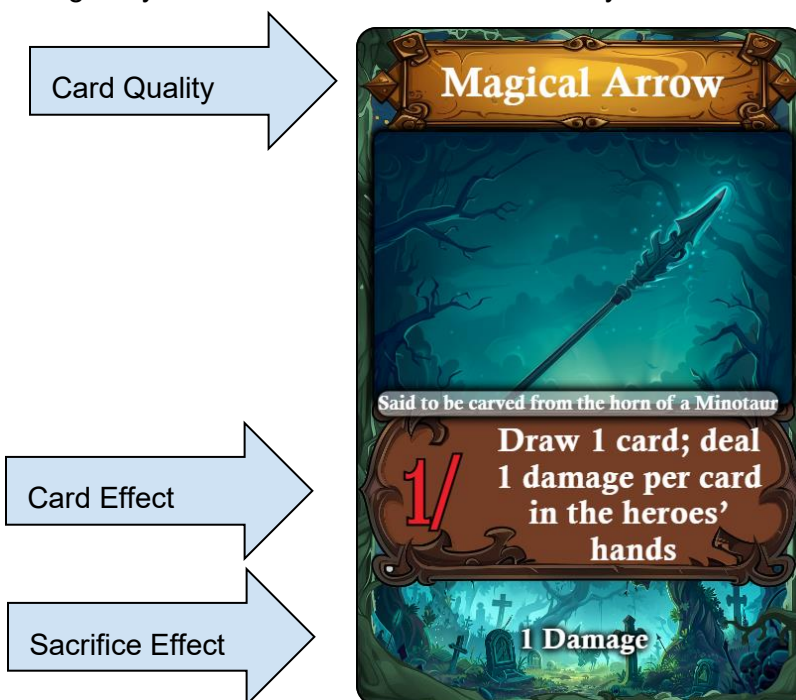 Card Quality
Magical Arrow
Said to be carved from the horn of a Minotaur
Card Effect
1/
Draw 1 card; deal
1 damage per card
in the heroes’
hands
Sacrifice Effect
1 Damage